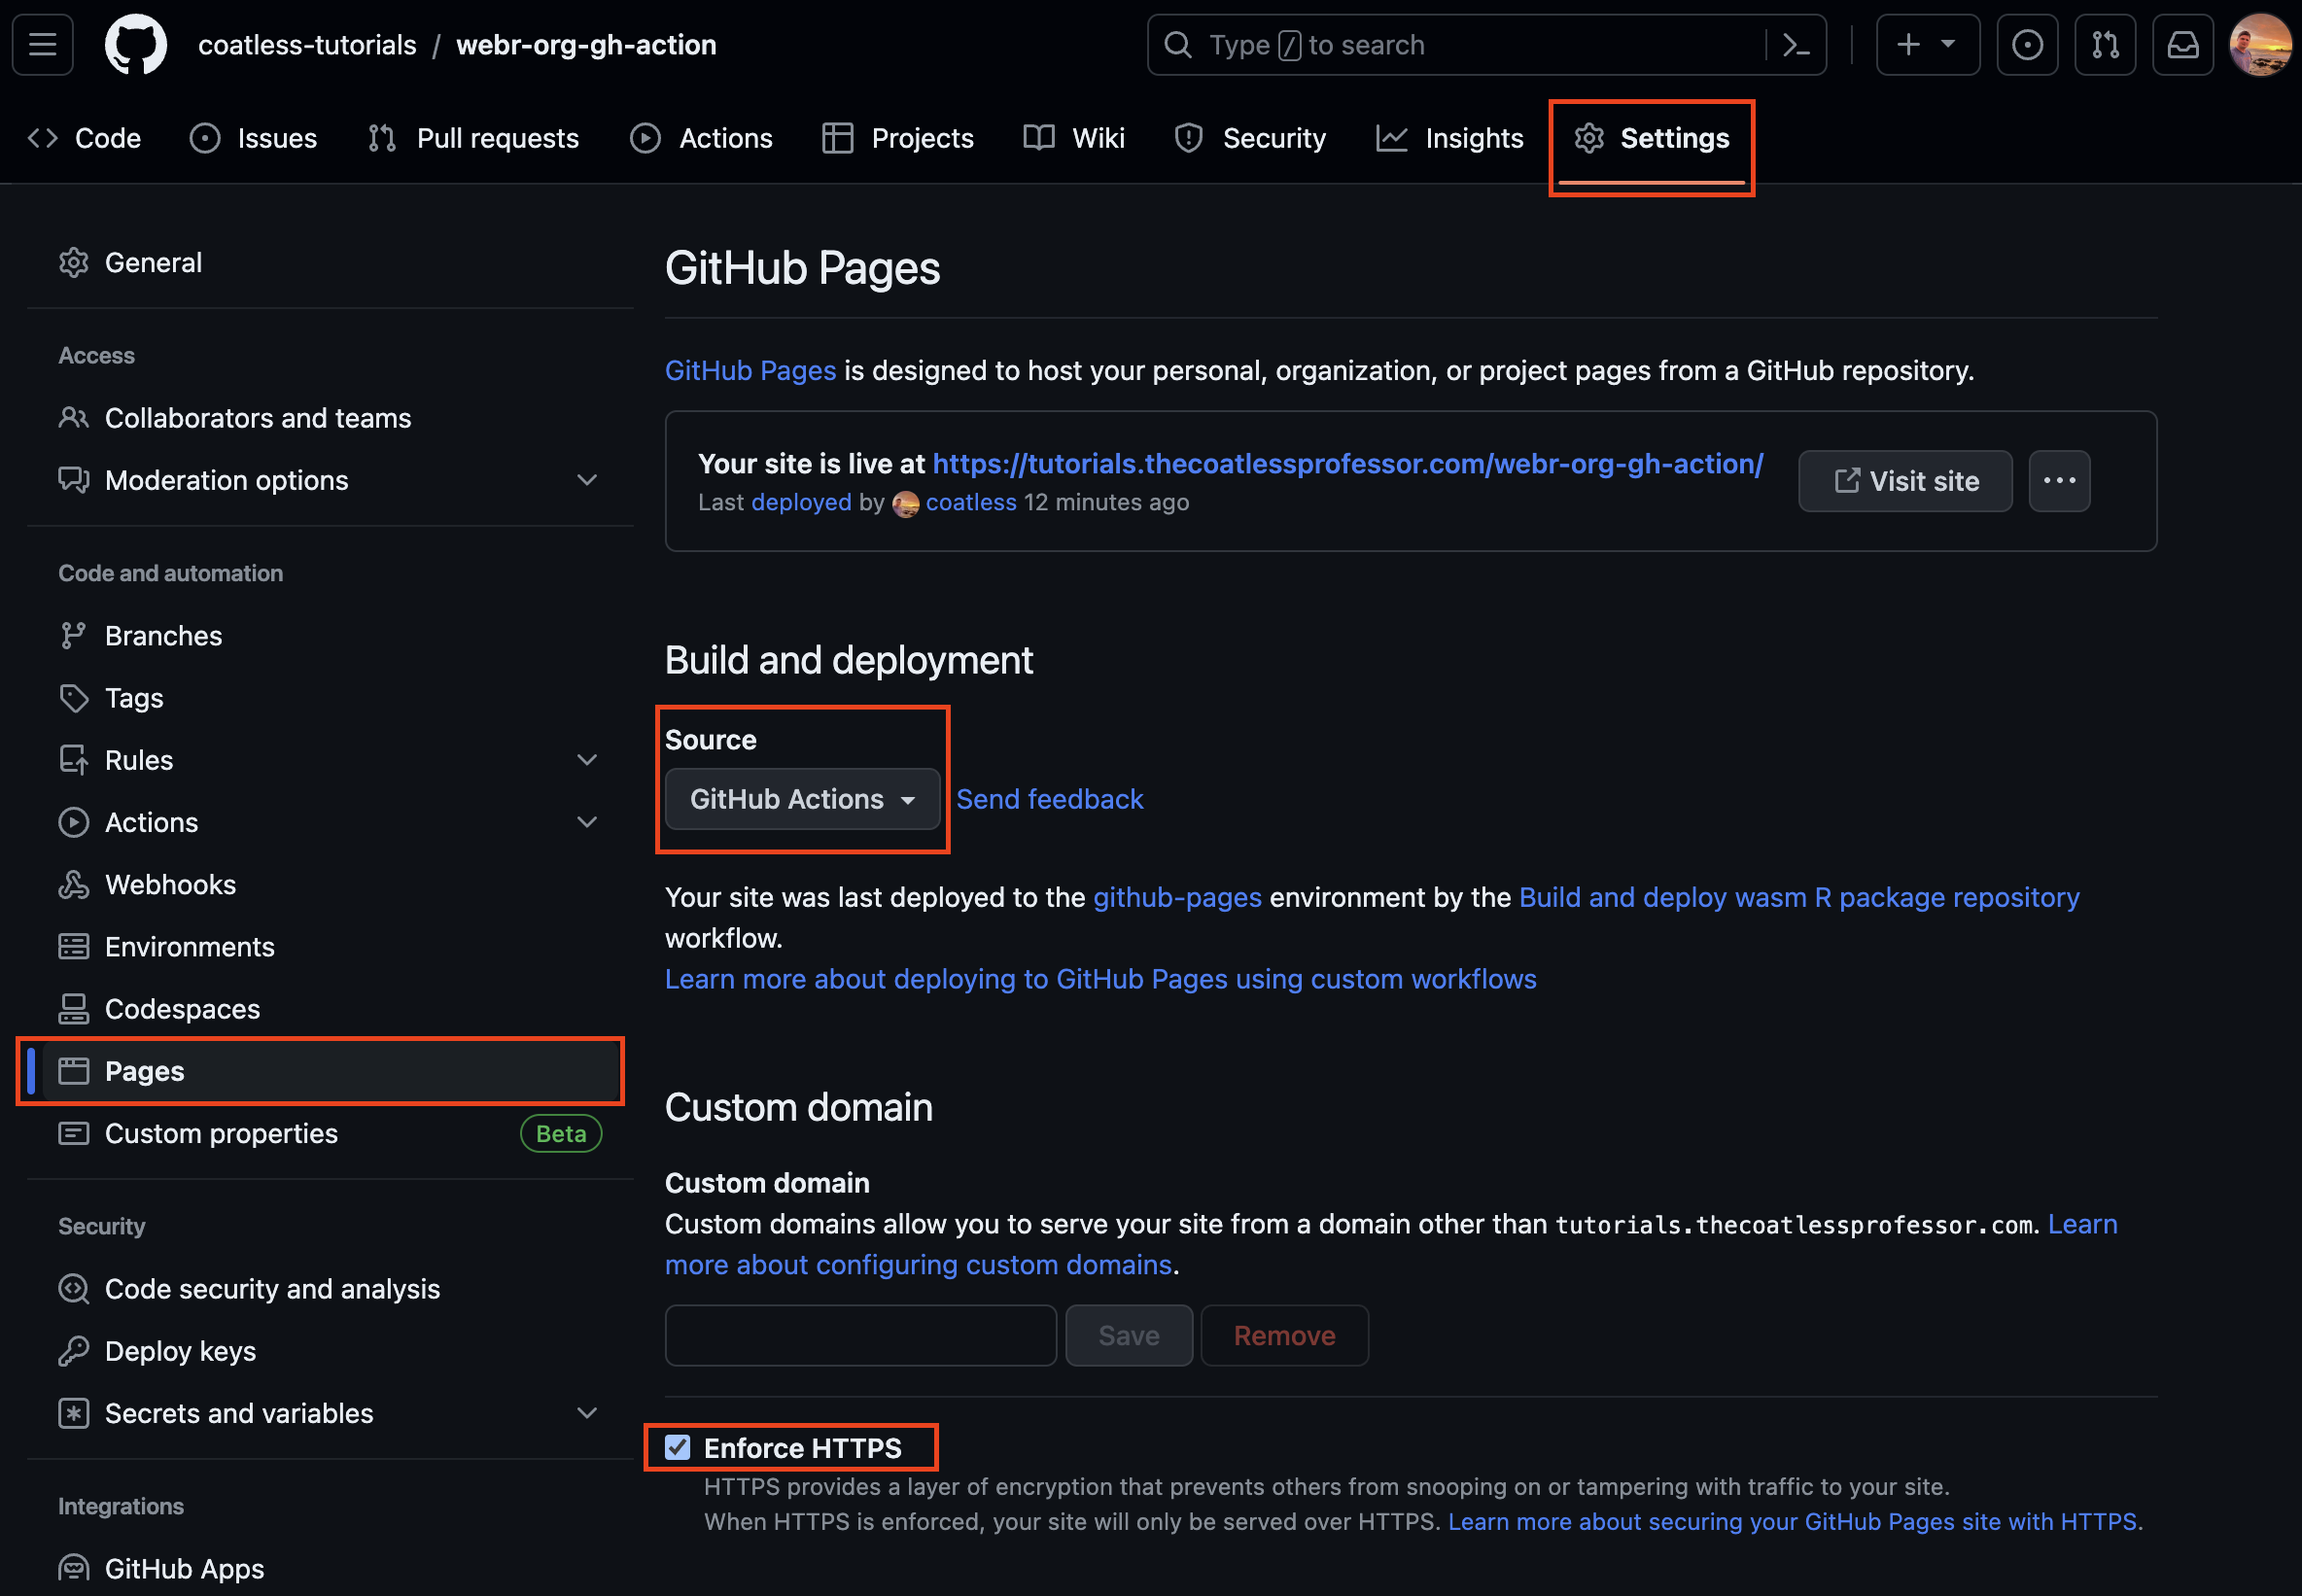 coatless-tutorials / webr-org-gh-action
Type / to search
Code Issues Pull requests Actions Projects Wiki Security Insights Settings
General
Access
Collaborators and teams
Moderation options
Code and automation
Branches
Tags
Rules
Actions
Webhooks
Environments
Codespaces
Pages
Custom properties Beta
Security
Code security and analysis
Deploy keys
Secrets and variables
Integrations
GitHub Apps
GitHub Pages
GitHub Pages is designed to host your personal, organization, or project pages from a GitHub repository.
Your site is live at https://tutorials.thecoatlessprofessor.com/webr-org-gh-action/
Last deployed by coatless 12 minutes ago
Visit site
Build and deployment
Source
GitHub Actions Send feedback
Your site was last deployed to the github-pages environment by the Build and deploy wasm R package repository
workflow.
Learn more about deploying to GitHub Pages using custom workflows
Custom domain
Custom domain
Custom domains allow you to serve your site from a domain other than tutorials.thecoatlessprofessor.com. Learn
more about configuring custom domains.
Save Remove
Enforce HTTPS
HTTPS provides a layer of encryption that prevents others from snooping on or tampering with traffic to your site.
When HTTPS is enforced, your site will only be served over HTTPS. Learn more about securing your GitHub Pages site with HTTPS.